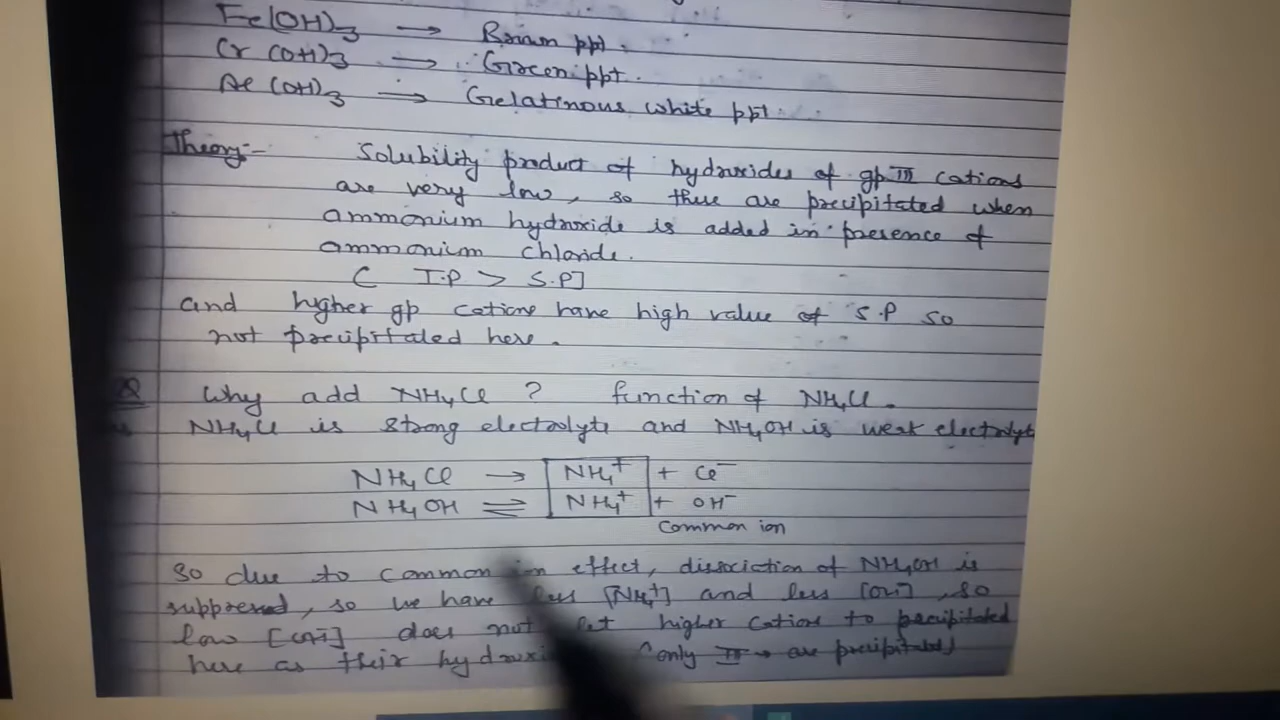 Fe(OH)3 → Brown ppt.
Cr(OH)3 → Green ppt.
Al(OH)3 → Gelatinous white ppt.
Theory:- Solubility product of hydroxides of gp III cations
are very low, so these are precipitated when
ammonium hydroxide is added in presence of
ammonium chloride.
[ I.P > S.P]
and higher gp cations have high value of S.P so
not precipitated here.
Q Why add NH4Cl ? function of NH4Cl.
NH4Cl is strong electrolyte and NH4OH is weak electrolyt
NH4Cl → NH4+ + Cl-
NH4OH ⇌ NH4+ + OH-
Common ion
So due to common ion effect, dissociation of NH4OH is
suppressed, so we have less [NH4+] and less [OH-], so
low [OH-] does not let higher cations to precipitated
here as their (only III are precipitated)